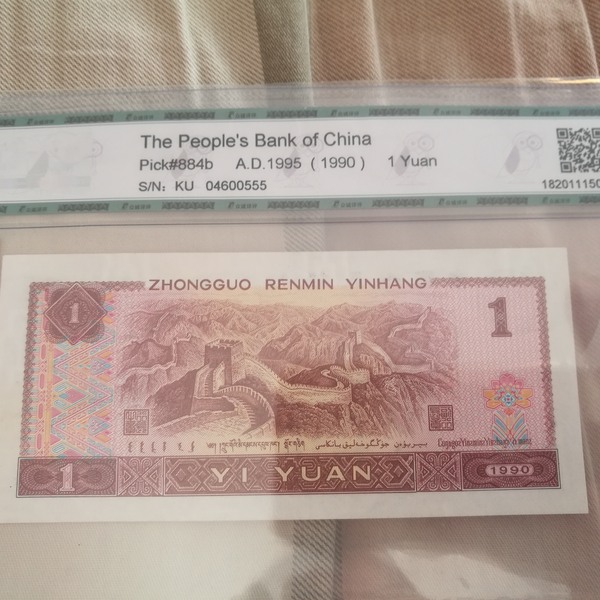 The People's Bank of China
Pick#884b A.D.1995 ( 1990 ) 1 Yuan
S/N: KU 04600555
18201115
ZHONGGUO RENMIN YINHANG
1
1
1 YI YUAN 1990